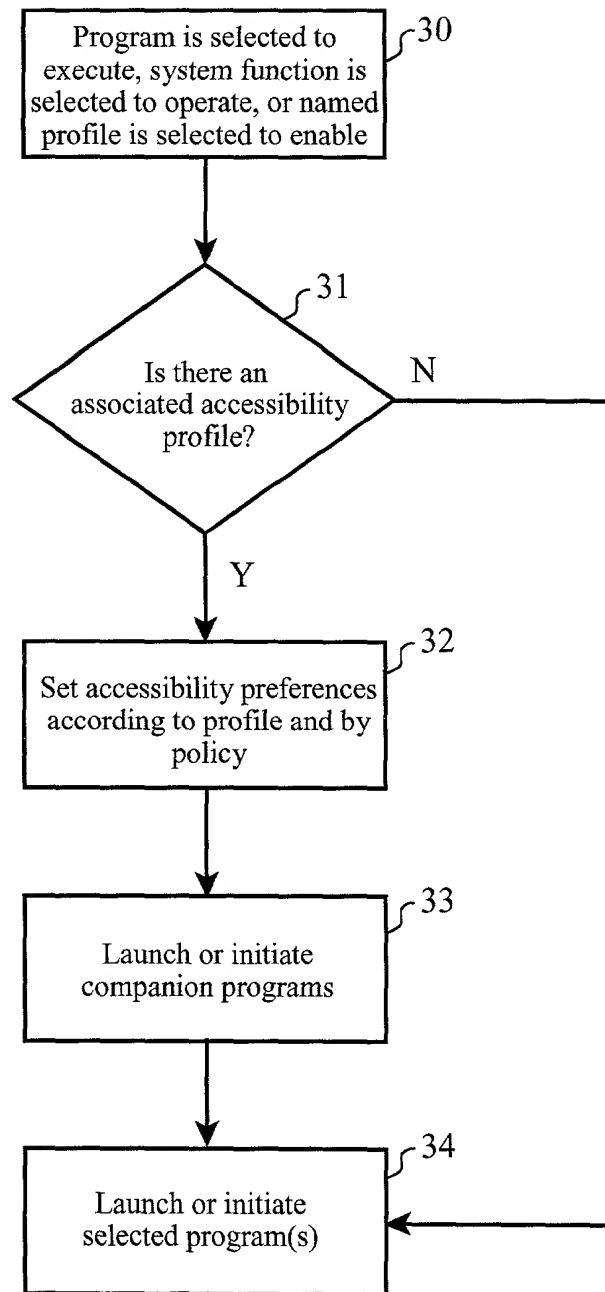 30
Program is selected to
execute, system function is
selected to operate, or named
profile is selected to enable
31
Is there an
associated accessibility
profile?
N
Y
32
Set accessibility preferences
according to profile and by
policy
33
Launch or initiate
companion programs
34
Launch or initiate
selected program(s)